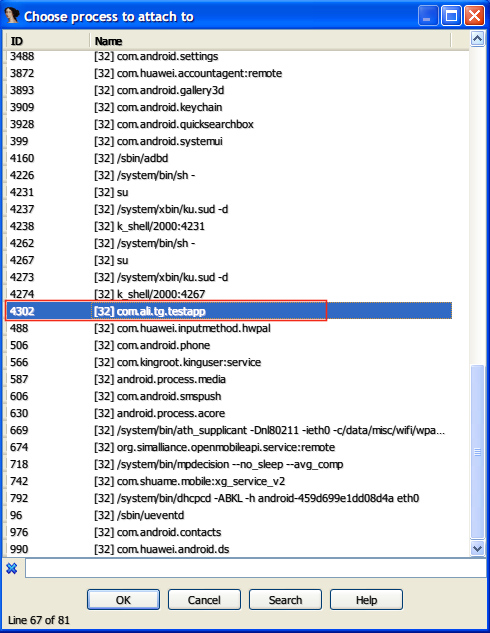 Choose process to attach to
ID Name
3488 [32] com.android.settings
3872 [32] com.huawei.accountagent:remote
3893 [32] com.android.gallery3d
3909 [32] com.android.keychain
3928 [32] com.android.quicksearchbox
399 [32] com.android.systemui
4160 [32] /sbin/adbd
4226 [32] /system/bin/sh -
4231 [32] su
4237 [32] /system/xbin/ku.sud -d
4238 [32] k_shell/2000:4231
4262 [32] /system/bin/sh -
4267 [32] su
4273 [32] /system/xbin/ku.sud -d
4274 [32] k_shell/2000:4267
4302 [32] com.ali.tg.testapp
488 [32] com.huawei.inputmethod.hwpal
506 [32] com.android.phone
566 [32] com.kingroot.kinguser:service
587 [32] android.process.media
606 [32] com.android.smspush
630 [32] android.process.acore
669 [32] /system/bin/ath_supplicant -Dnl80211 -ieth0 -c/data/misc/wifi/wpa...
674 [32] org.simalliance.openmobileapi.service:remote
718 [32] /system/bin/mpdecision --no_sleep --avg_comp
742 [32] com.shuame.mobile:xg_service_v2
792 [32] /system/bin/dhcpcd -ABKL -h android-459d699e1dd08d4a eth0
96 [32] /sbin/ueventd
976 [32] com.android.contacts
990 [32] com.huawei.android.ds
OK Cancel Search Help
Line 67 of 81